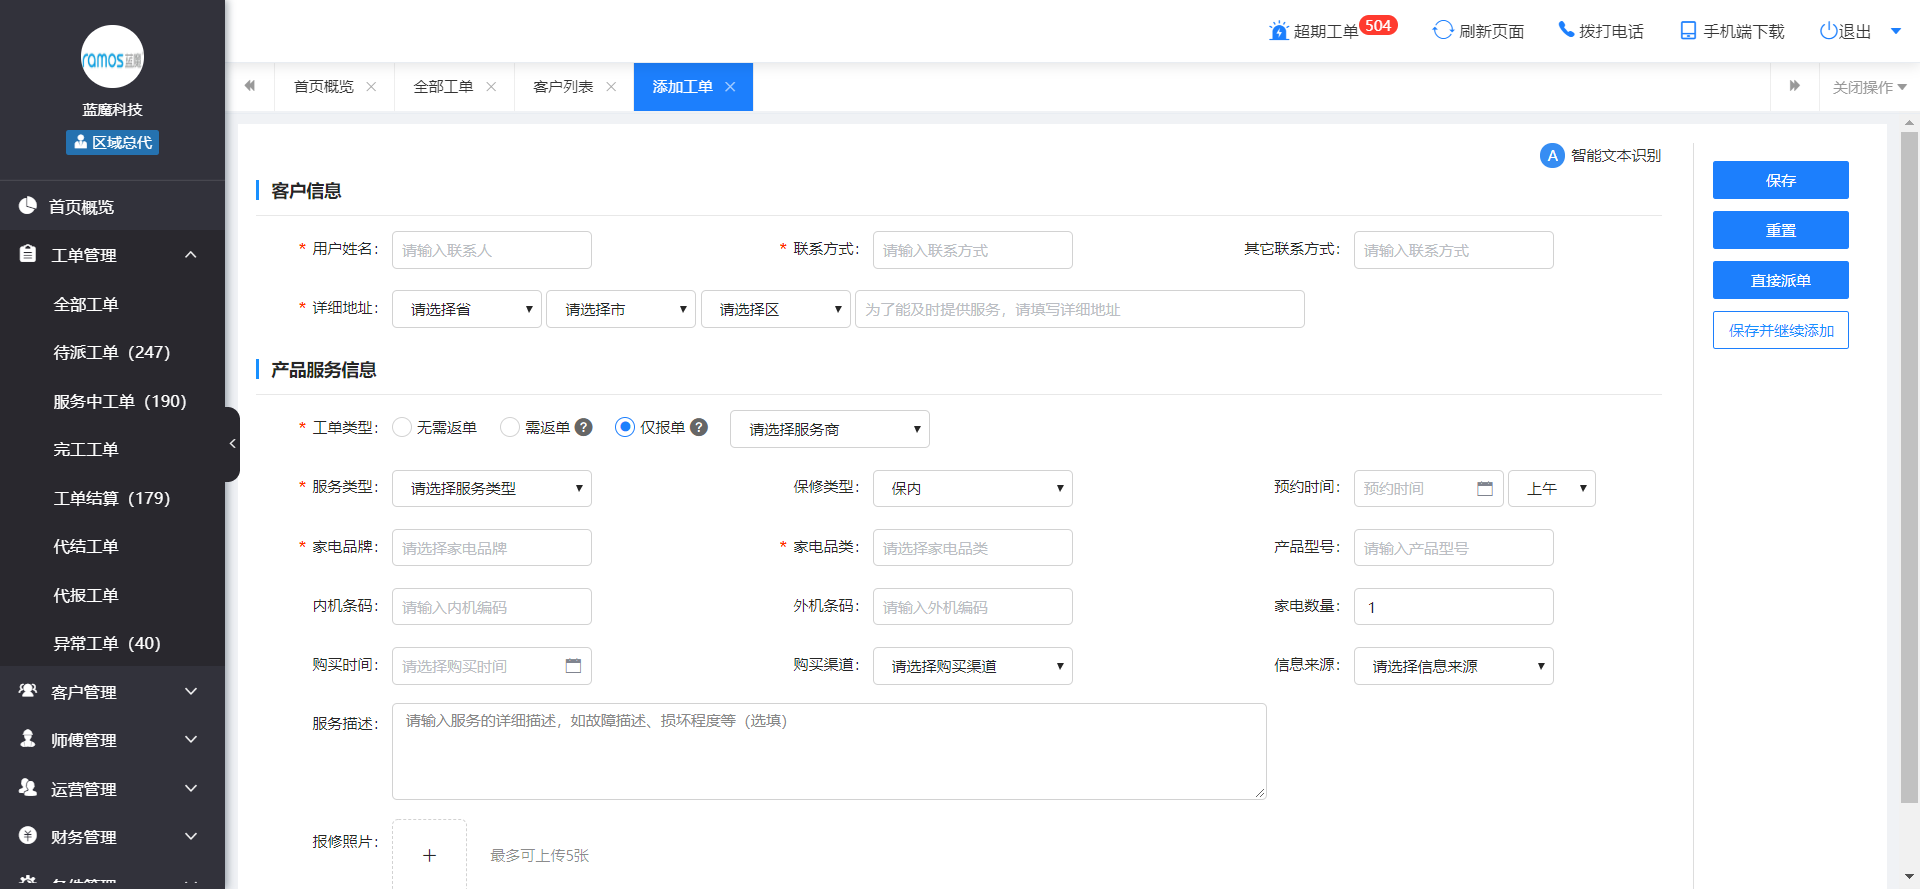 ramos蓝魔
蓝魔科技
区域总代
首页概览
工单管理
全部工单
待派工单（247）
服务中工单（190）
完工工单
工单结算（179）
代结工单
代报工单
异常工单（40）
客户管理
师傅管理
运营管理
财务管理
备件管理
超期工单 504 刷新页面 拨打电话 手机端下载 退出
首页概览 全部工单 客户列表 添加工单 关闭操作
A 智能文本识别
客户信息
* 用户姓名： 请输入联系人 * 联系方式： 请输入联系方式 其它联系方式： 请输入联系方式
* 详细地址： 请选择省 请选择市 请选择区 为了能及时提供服务，请填写详细地址
产品服务信息
* 工单类型： 无需返单 需返单 ? 仅报单 ? 请选择服务商
* 服务类型： 请选择服务类型 保修类型： 保内 预约时间： 预约时间 上午
* 家电品牌： 请选择家电品牌 * 家电品类： 请选择家电品类 产品型号： 请输入产品型号
内机条码： 请输入内机编码 外机条码： 请输入外机编码 家电数量： 1
购买时间： 请选择购买时间 购买渠道： 请选择购买渠道 信息来源： 请选择信息来源
服务描述： 请输入服务的详细描述，如故障描述、损坏程度等（选填）
报修照片： + 最多可上传5张
保存
重置
直接派单
保存并继续添加